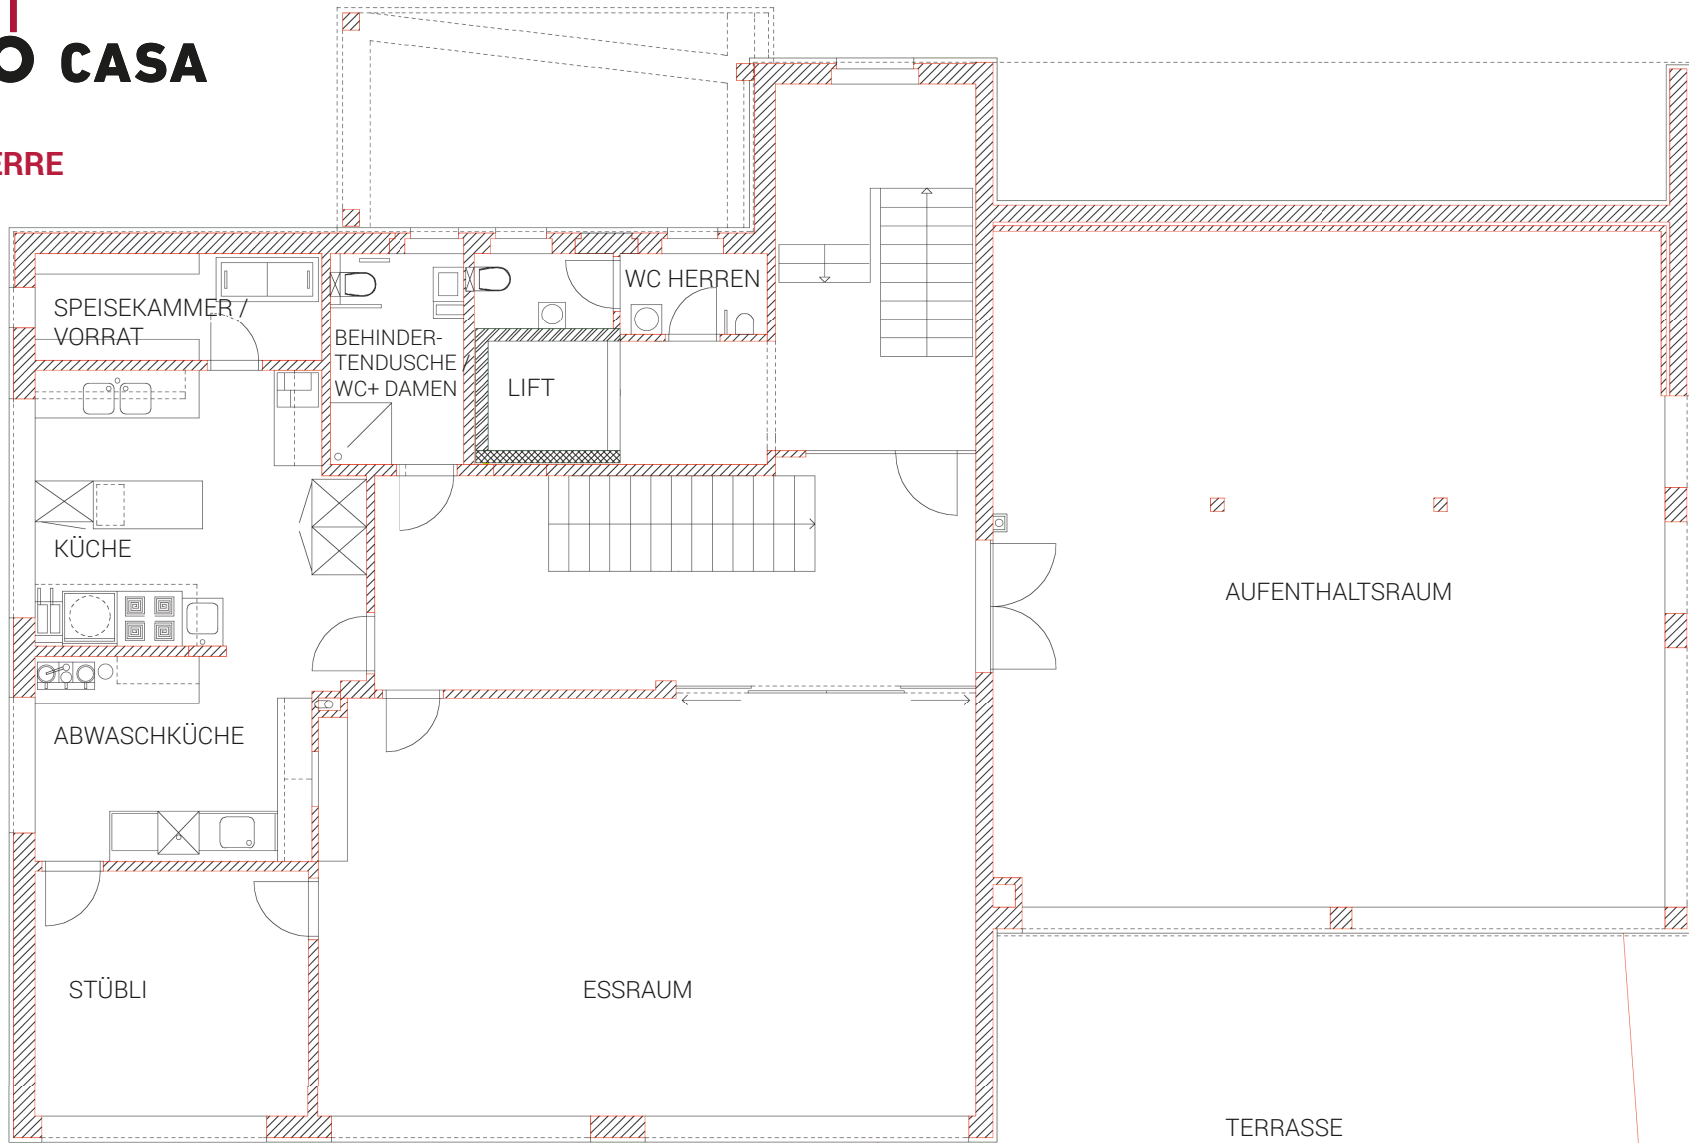 CASA
ERRE
WC HERREN
SPEISEKAMMER /
VORRAT
BEHINDER-
TENDUSCHE /
WC+ DAMEN
LIFT
KÜCHE
AUFENTHALTSRAUM
ABWASCHKÜCHE
STÜBLI
ESSRAUM
TERRASSE